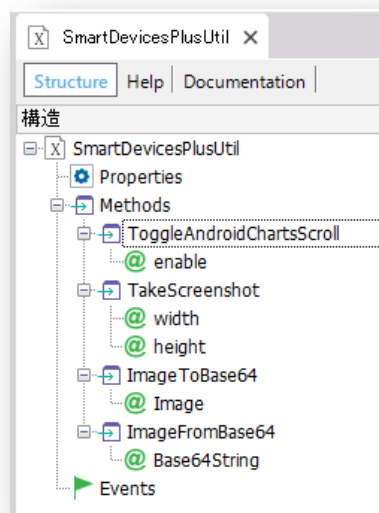 SmartDevicesPlusUtil
Structure Help Documentation
構造
SmartDevicesPlusUtil
Properties
Methods
ToggleAndroidChartsScroll
enable
TakeScreenshot
width
height
ImageToBase64
Image
ImageFromBase64
Base64String
Events